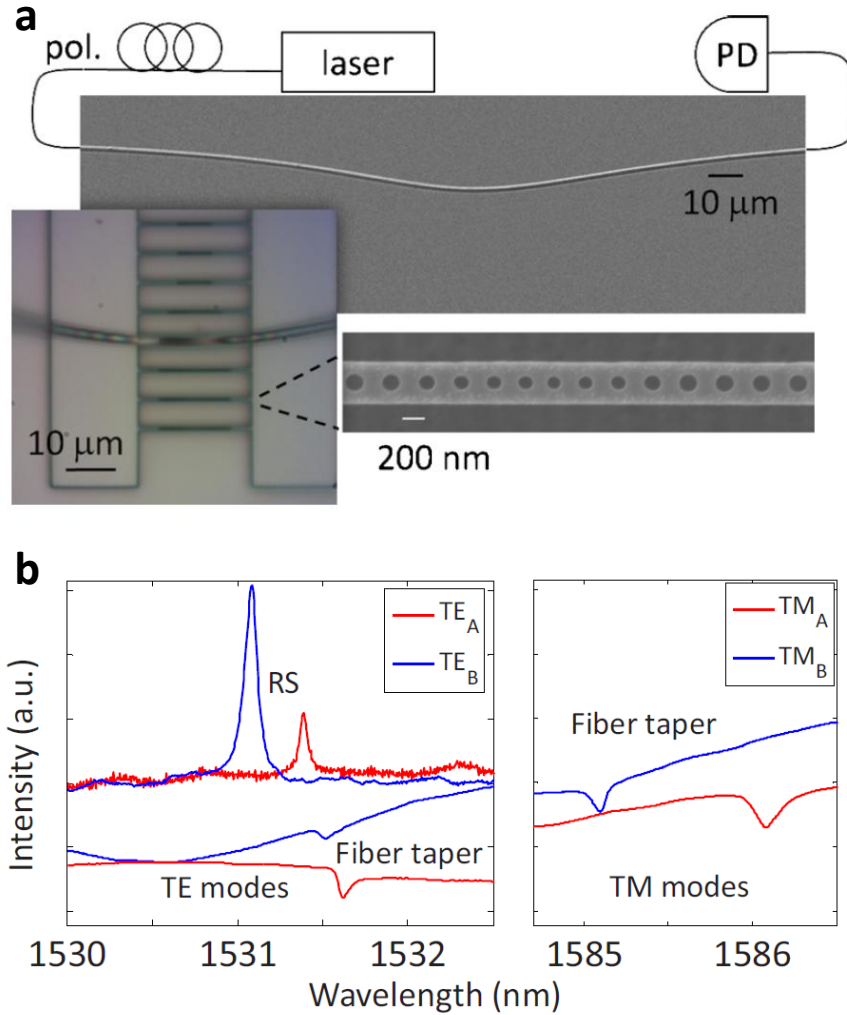 a
pol.
laser
PD
10 μm
10 μm
200 nm
b
TE_A
TE_B
RS
Fiber taper
TE modes
TM_A
TM_B
Fiber taper
TM modes
Intensity (a.u.)
1530 1531 1532 1585 1586
Wavelength (nm)